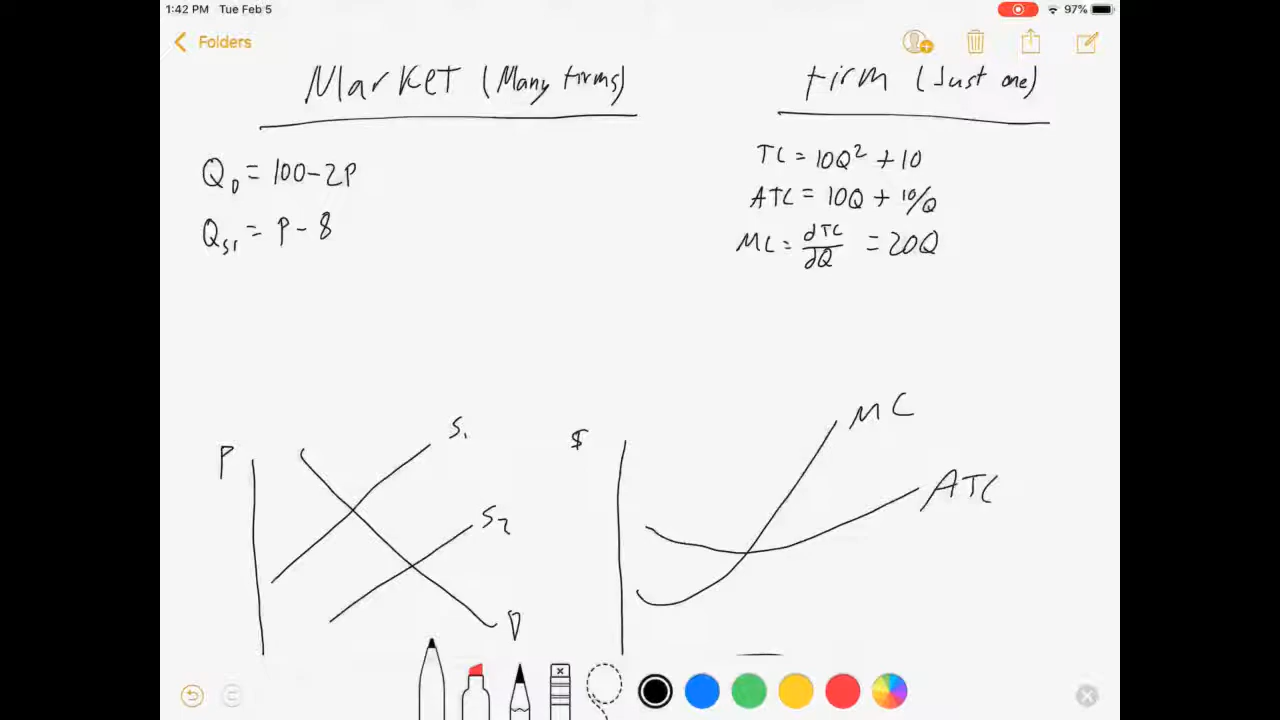 1:42 PM Tue Feb 5
97%
Folders
Market (Many firms)
Firm (Just one)
Q_D = 100-2P
Q_S1 = P-8
TC = 10Q² + 10
ATC = 10Q + 10/Q
MC = dTC/dQ = 20Q
P
S₁
S₂
D
$
MC
ATC